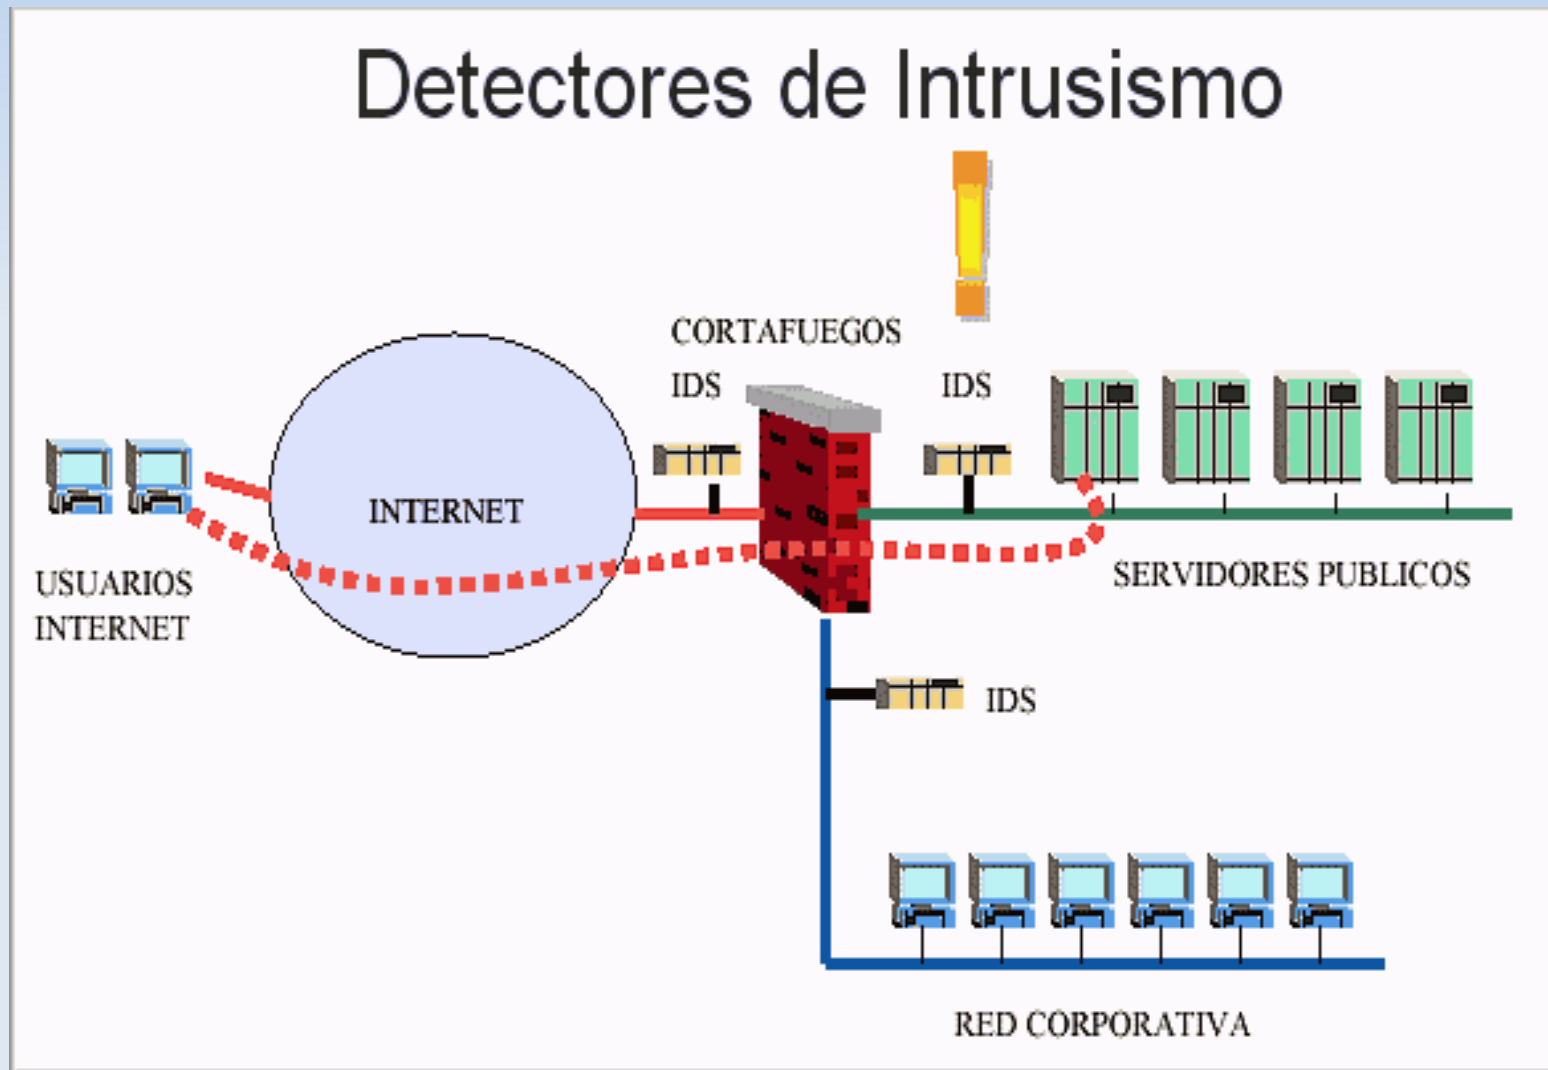 Detectores de Intrusismo
CORTAFUEGOS
IDS
IDS
INTERNET
USUARIOS
INTERNET
SERVIDORES PUBLICOS
IDS
RED CORPORATIVA